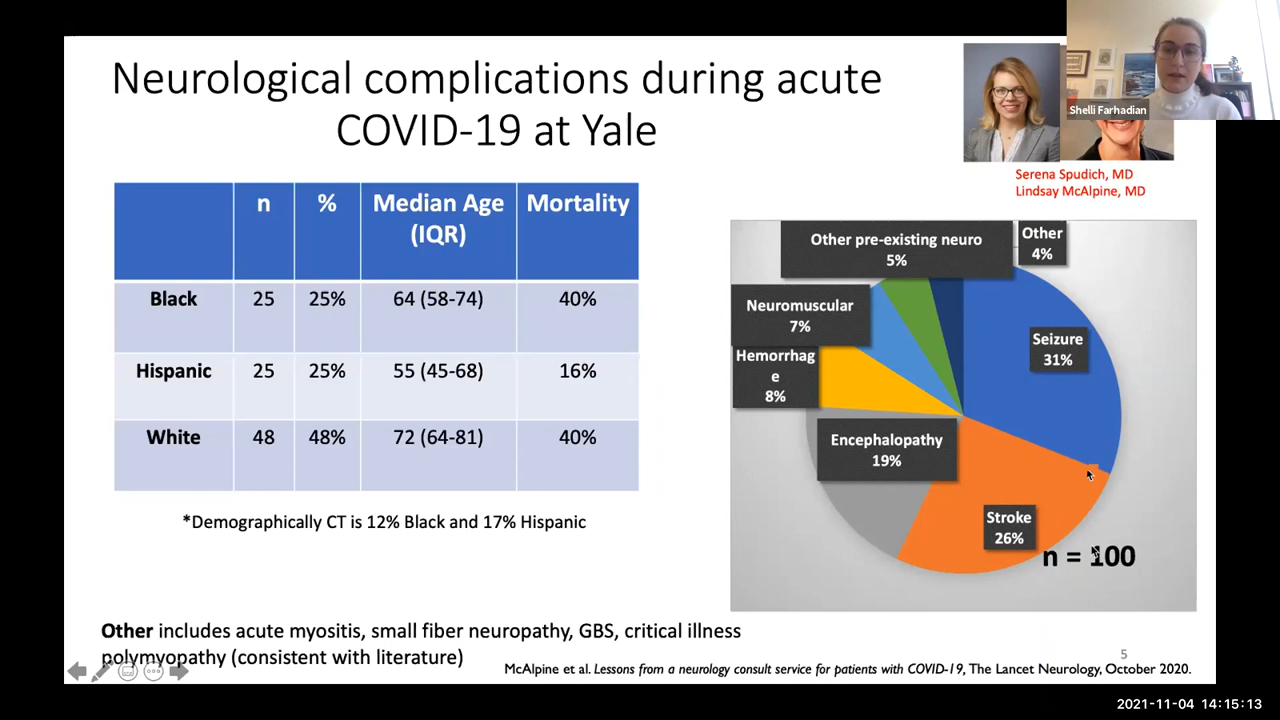 Neurological complications during acute
COVID-19 at Yale
Shelli Farhadian
Serena Spudich, MD
Lindsay McAlpine, MD
n % Median Age (IQR) Mortality
Black 25 25% 64 (58-74) 40%
Hispanic 25 25% 55 (45-68) 16%
White 48 48% 72 (64-81) 40%
*Demographically CT is 12% Black and 17% Hispanic
Other pre-existing neuro
5%
Other
4%
Neuromuscular
7%
Seizure
31%
Hemorrhag
e
8%
Encephalopathy
19%
Stroke
26%
n = 100
Other includes acute myositis, small fiber neuropathy, GBS, critical illness
polymyopathy (consistent with literature)
5
McAlpine et al. Lessons from a neurology consult service for patients with COVID-19, The Lancet Neurology, October 2020.
2021-11-04 14:15:13